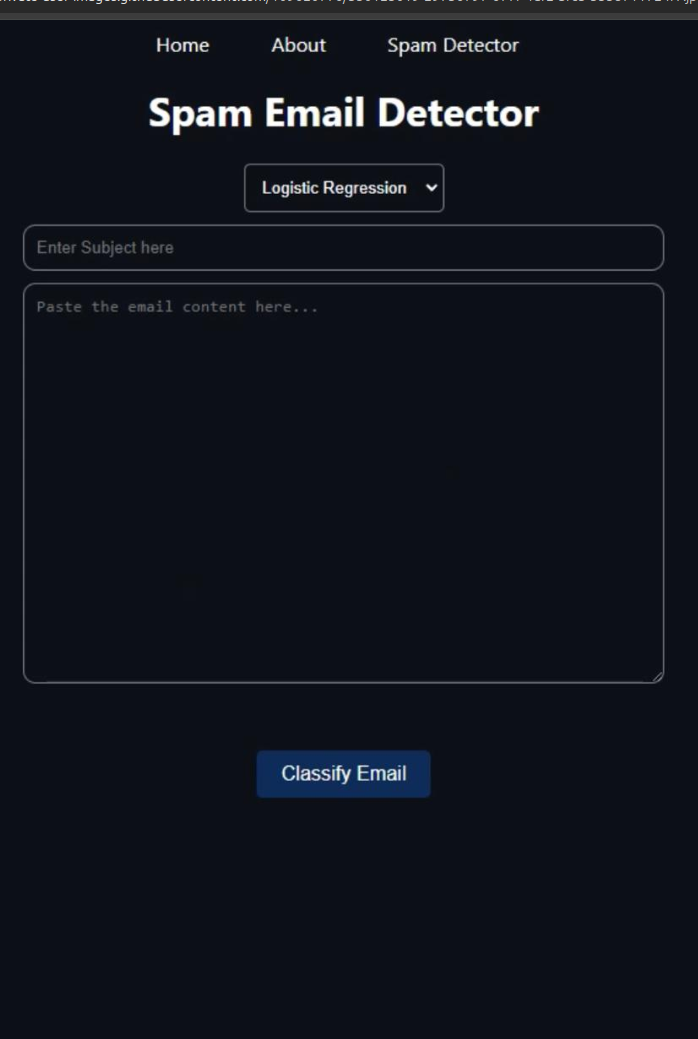 Home About Spam Detector
Spam Email Detector
Logistic Regression
Enter Subject here
Paste the email content here...
Classify Email